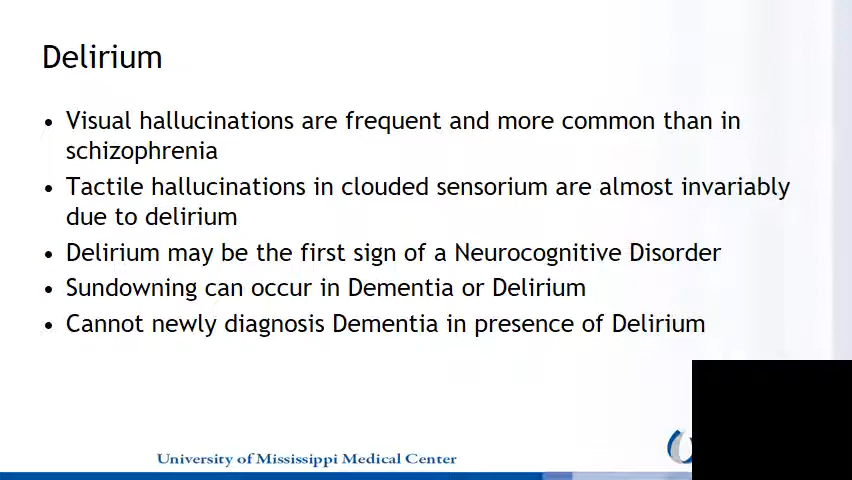 Delirium
• Visual hallucinations are frequent and more common than in
schizophrenia
• Tactile hallucinations in clouded sensorium are almost invariably
due to delirium
• Delirium may be the first sign of a Neurocognitive Disorder
• Sundowning can occur in Dementia or Delirium
• Cannot newly diagnosis Dementia in presence of Delirium
University of Mississippi Medical Center